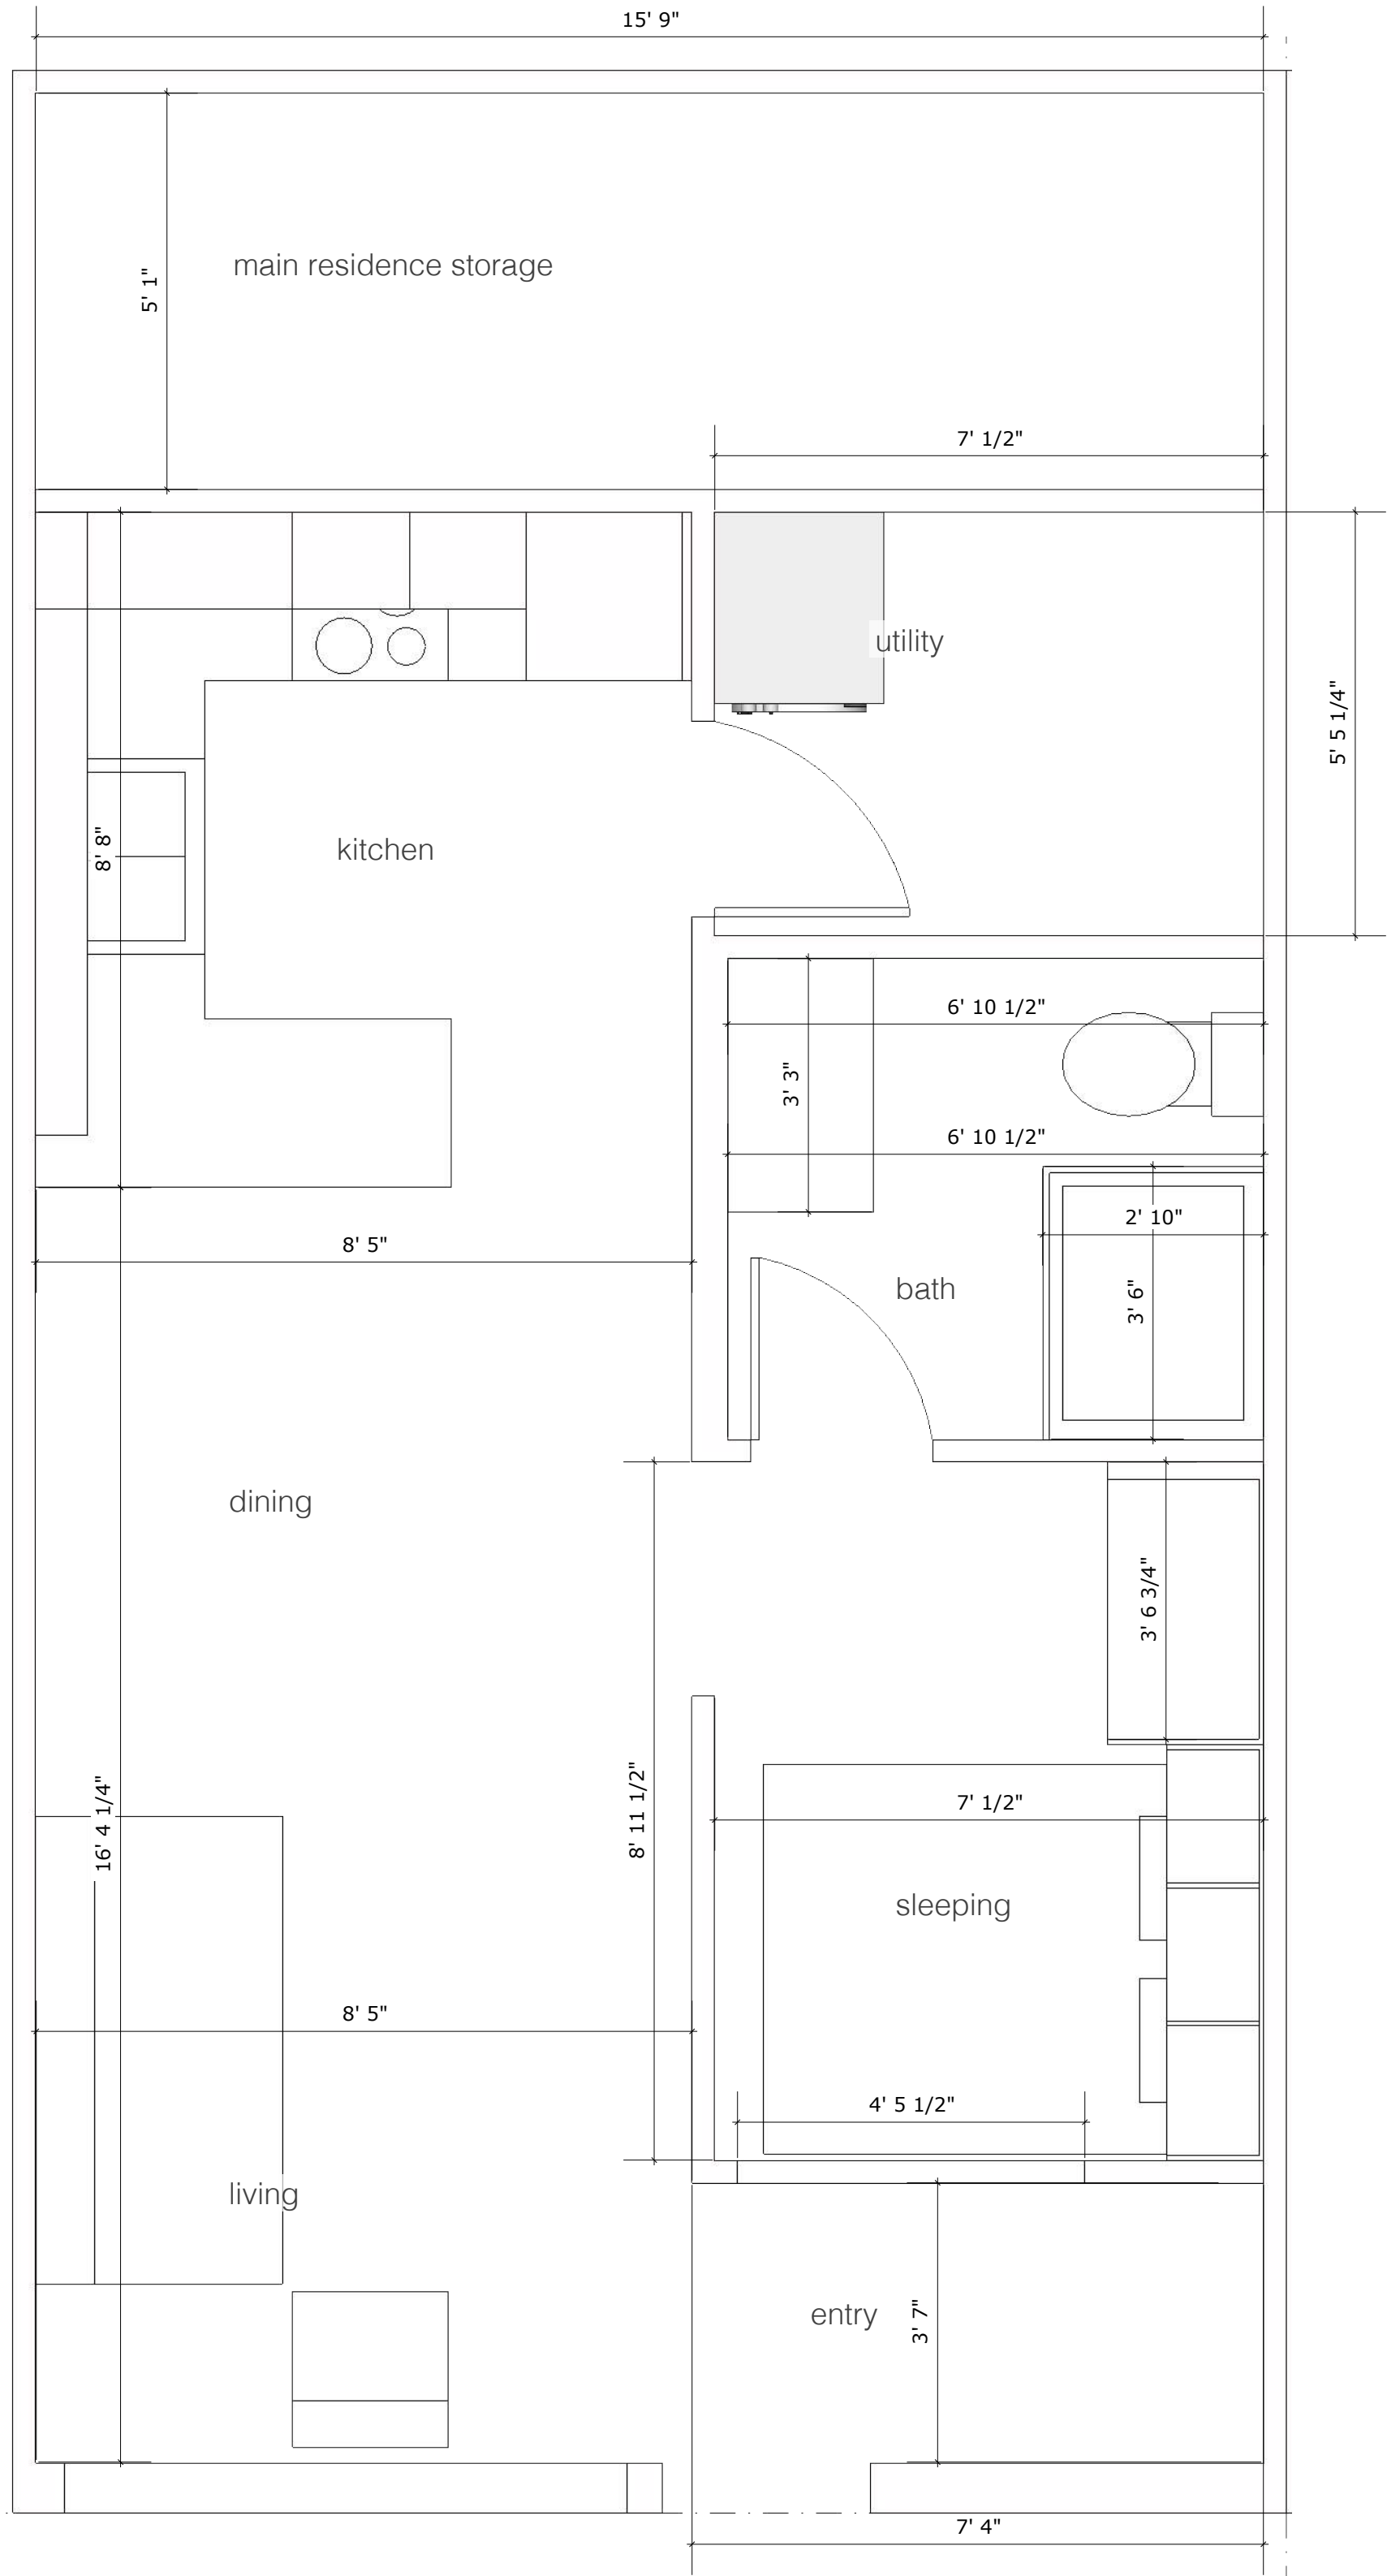 15' 9"
main residence storage
5' 1"
7' 1/2"
utility
5' 5 1/4"
8' 8"
kitchen
6' 10 1/2"
3' 3"
6' 10 1/2"
2' 10"
8' 5"
bath
3' 6"
dining
3' 6 3/4"
16' 4 1/4"
8' 11 1/2"
7' 1/2"
sleeping
8' 5"
4' 5 1/2"
living
entry
3' 7"
7' 4"